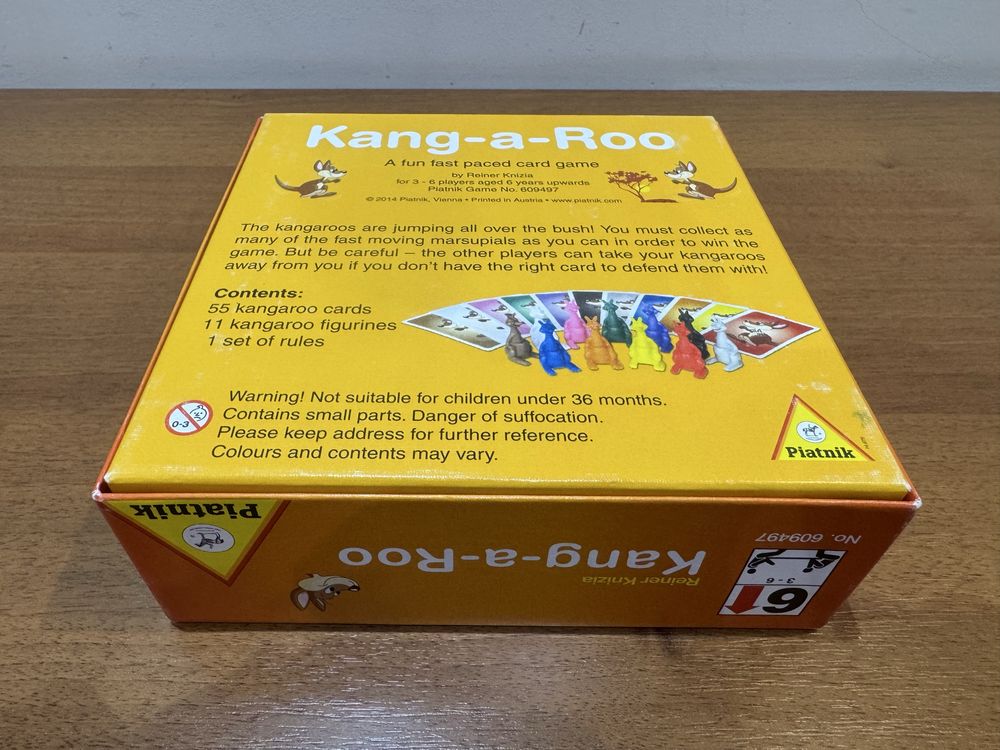 Kang-a-Roo
A fun fast paced card game
by Reiner Knizia
for 3 - 6 players aged 6 years upwards
Piatnik Game No. 609497
© 2014 Piatnik, Vienna • Printed in Austria • www.piatnik.com
The kangaroos are jumping all over the bush! You must collect as
many of the fast moving marsupials as you can in order to win the
game. But be careful – the other players can take your kangaroos
away from you if you don't have the right card to defend them with!
Contents:
55 kangaroo cards
11 kangaroo figurines
1 set of rules
0-3
Warning! Not suitable for children under 36 months.
Contains small parts. Danger of suffocation.
Please keep address for further reference.
Colours and contents may vary.
Piatnik
Piatnik
Kang-a-Roo
Reiner Knizia
No. 609497
3 - 6
6